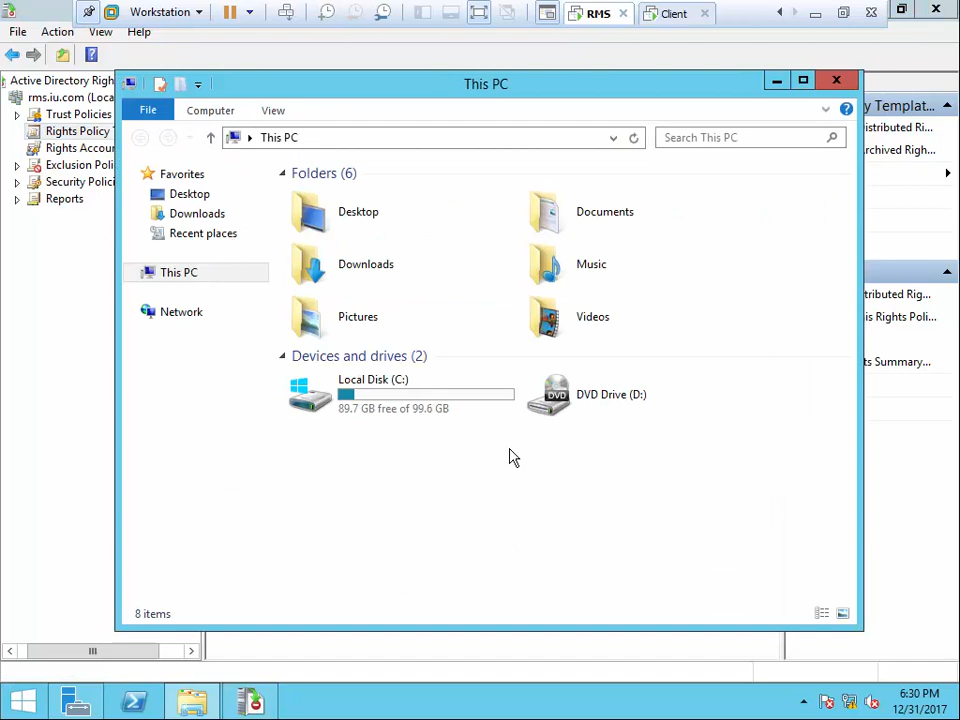 Workstation
RMS
Client
File Action View Help
Active Directory Righ
rms.iu.com (Loca
Trust Policies
Rights Policy
Rights Accour
Exclusion Poli
Security Polici
Reports
This PC
File Computer View
This PC
Search This PC
Favorites
Desktop
Downloads
Recent places
This PC
Network
Folders (6)
Desktop
Documents
Downloads
Music
Pictures
Videos
Devices and drives (2)
Local Disk (C:)
89.7 GB free of 99.6 GB
DVD
DVD Drive (D:)
8 items
y Templat...
istributed Ri...
rchived Righ...
tributed Rig...
is Rights Poli...
ts Summary...
6:30 PM
12/31/2017